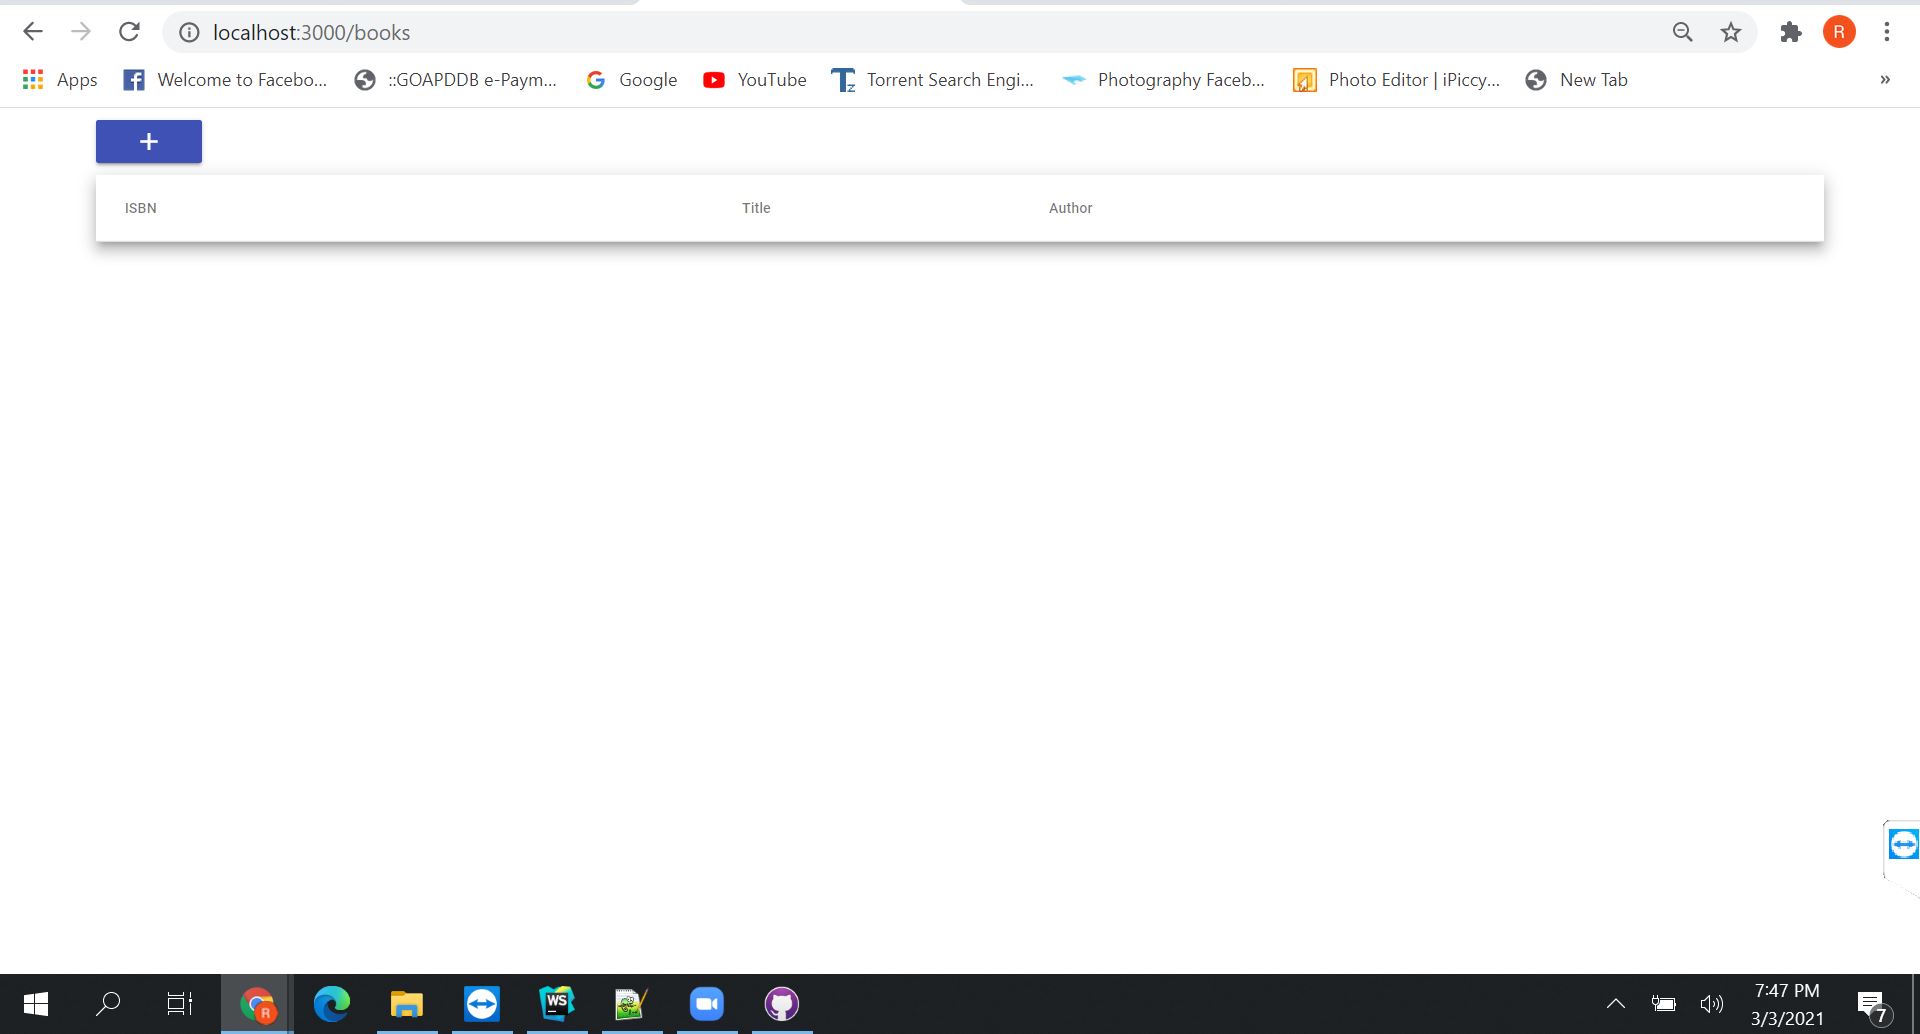 localhost:3000/books
R
Apps
Welcome to Facebo...
::GOAPDDB e-Paym...
Google
YouTube
Torrent Search Engi...
Photography Faceb...
Photo Editor | iPiccy...
New Tab
»
+
ISBN Title Author
R
WS
7:47 PM
3/3/2021
7